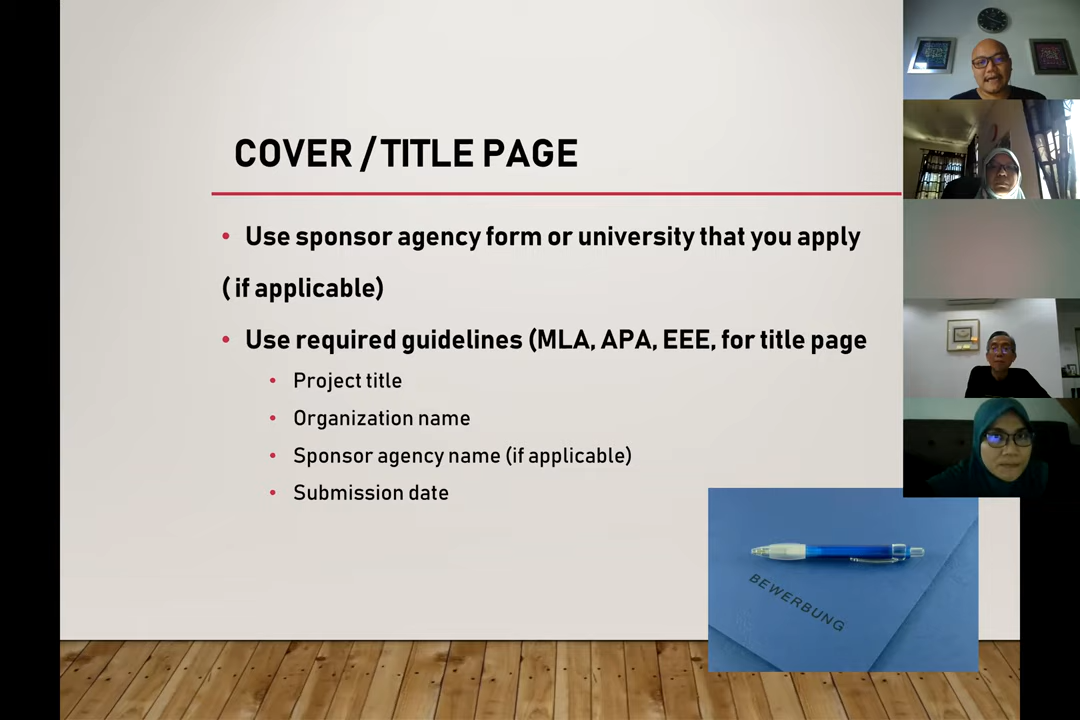 COVER /TITLE PAGE
• Use sponsor agency form or university that you apply
( if applicable)
• Use required guidelines (MLA, APA, EEE, for title page
• Project title
• Organization name
• Sponsor agency name (if applicable)
• Submission date
BEWERBUNG